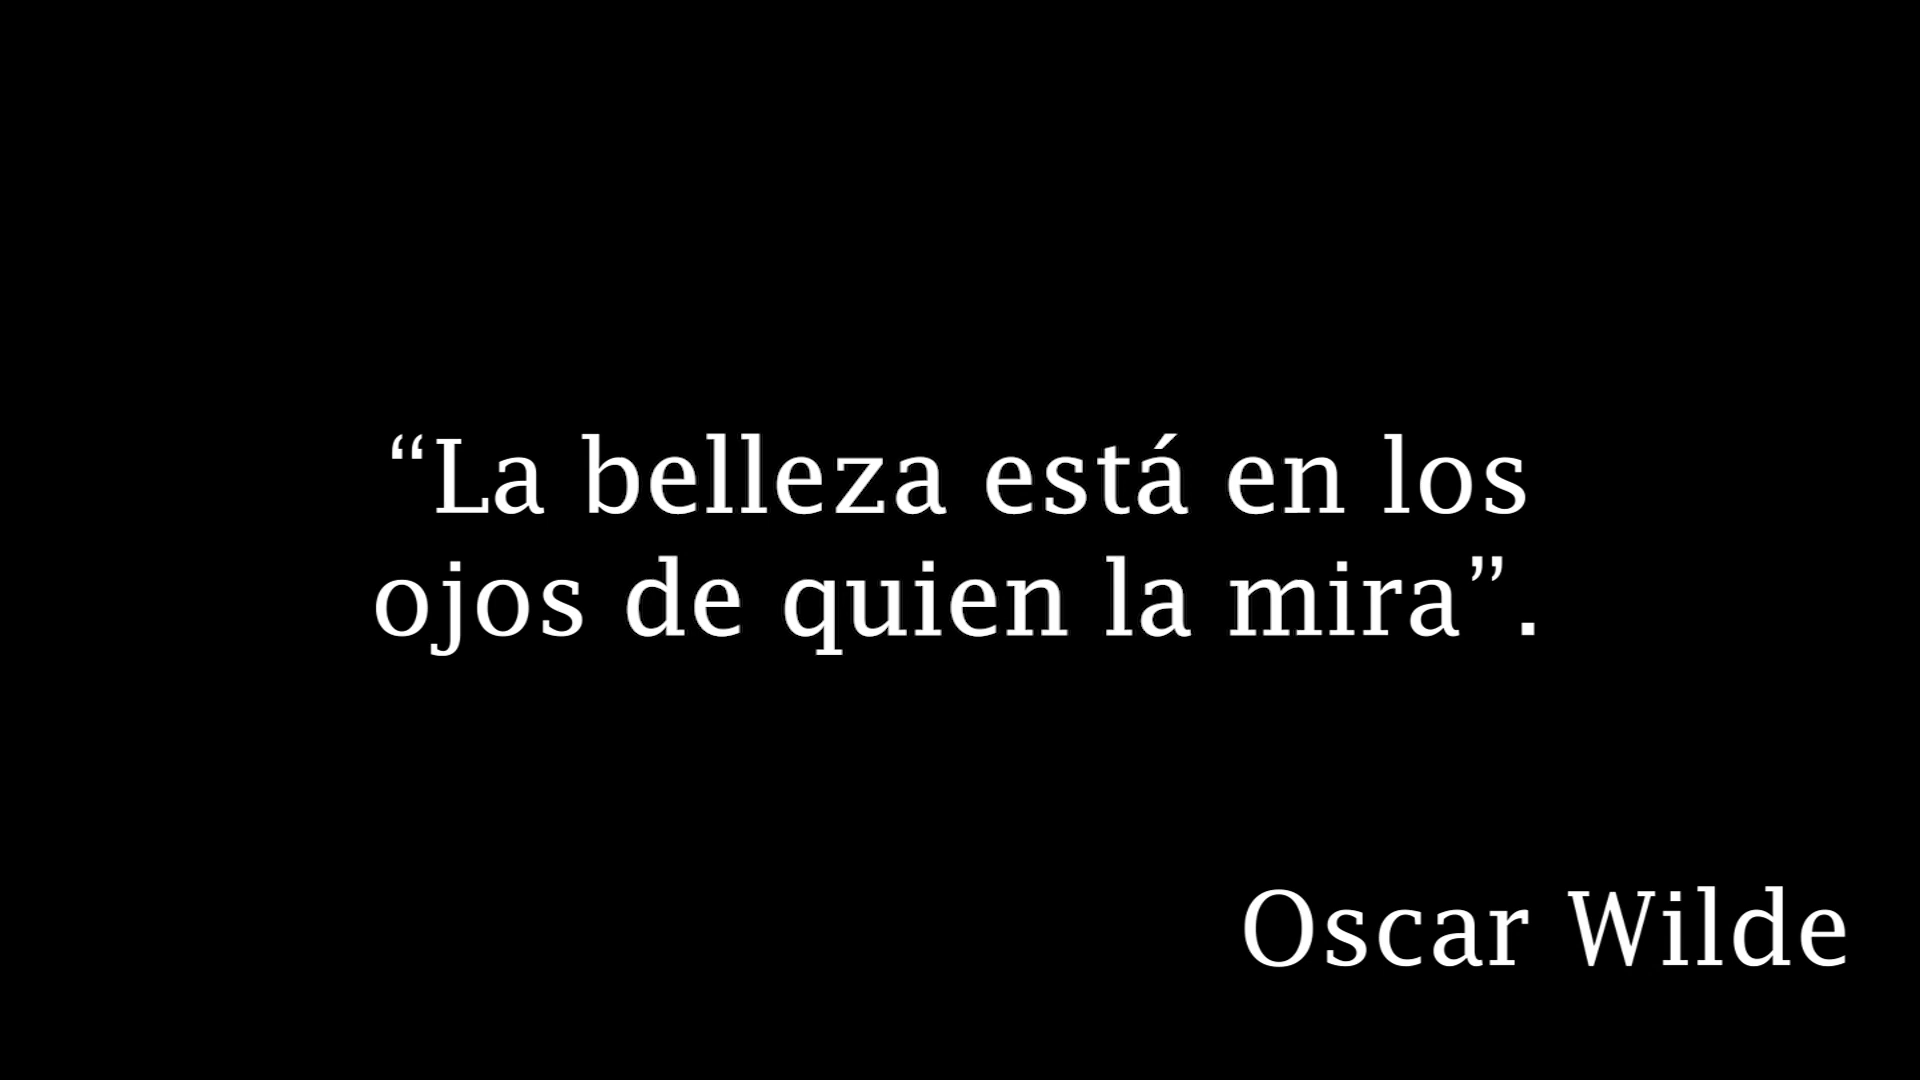 “La belleza está en los
ojos de quien la mira”.
Oscar Wilde